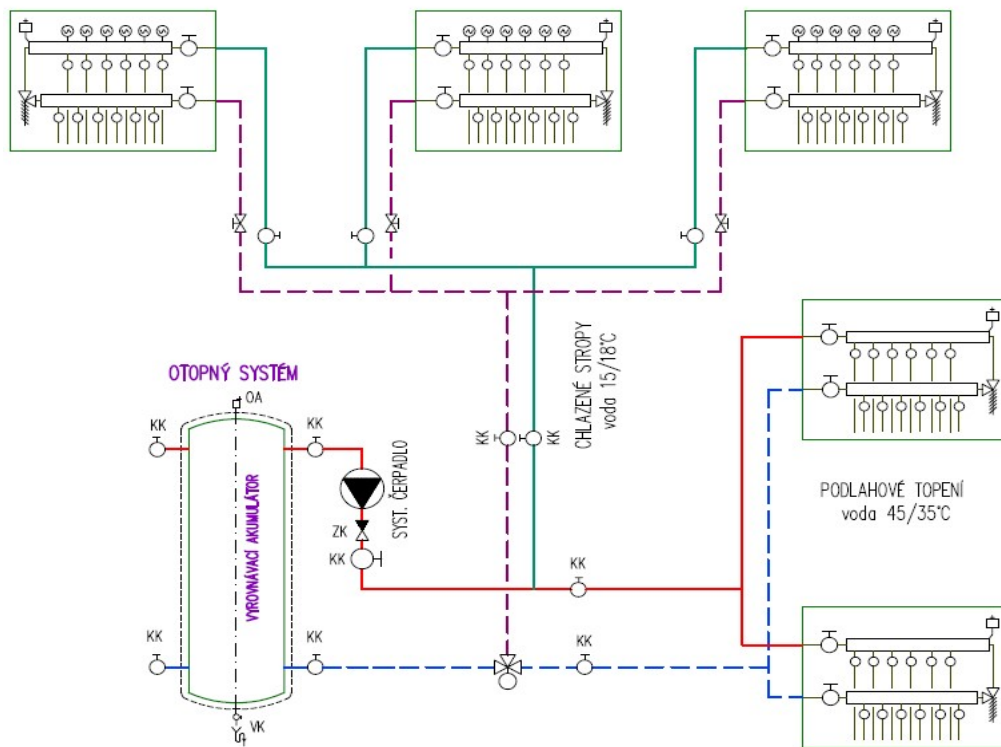 CHLAZENÉ STROPY
voda 15/18°C
KK
KK
OTOPNÝ SYSTÉM
OA
KK
KK
VYROVNÁVACÍ AKUMULÁTOR
SYST. ČERPADLO
ZK
KK
PODLAHOVÉ TOPENÍ
voda 45/35°C
KK
KK
KK
KK
VK